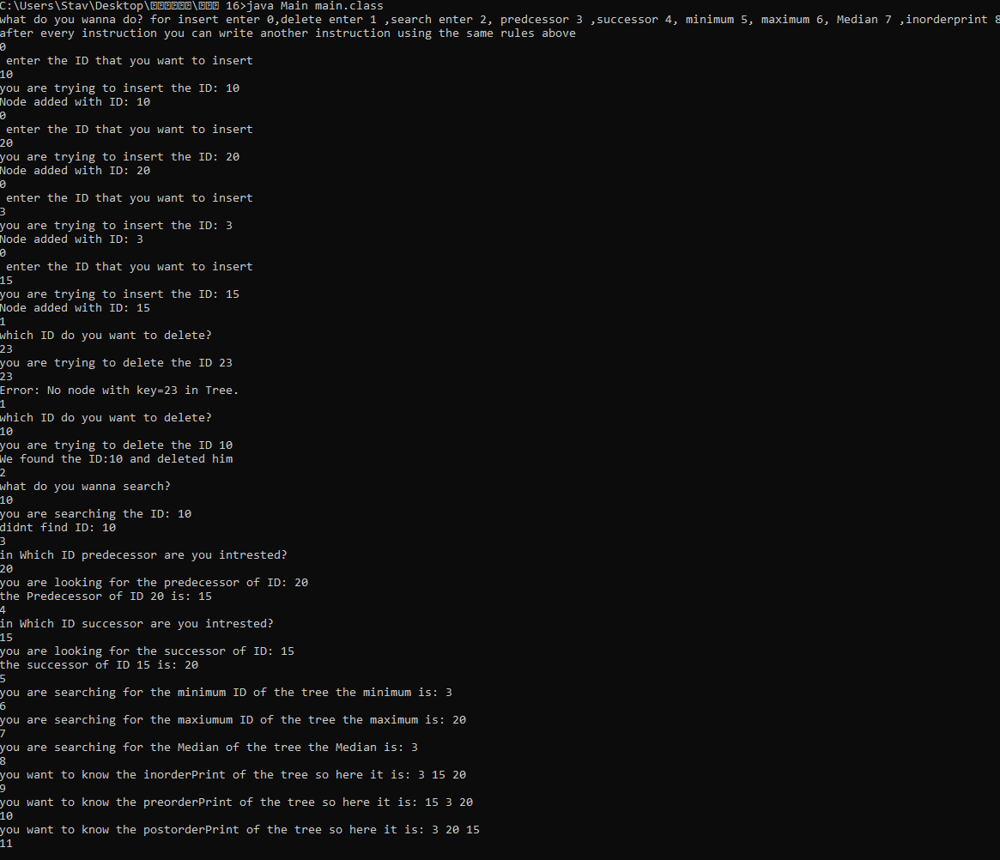 C:\Users\Stav\Desktop\ 16>java Main main.class
what do you wanna do? for insert enter 0,delete enter 1 ,search enter 2, predcessor 3 ,successor 4, minimum 5, maximum 6, Median 7 ,inorderprint 8
after every instruction you can write another instruction using the same rules above
0
enter the ID that you want to insert
10
you are trying to insert the ID: 10
Node added with ID: 10
0
enter the ID that you want to insert
20
you are trying to insert the ID: 20
Node added with ID: 20
0
enter the ID that you want to insert
3
you are trying to insert the ID: 3
Node added with ID: 3
0
enter the ID that you want to insert
15
you are trying to insert the ID: 15
Node added with ID: 15
1
which ID do you want to delete?
23
you are trying to delete the ID 23
23
Error: No node with key=23 in Tree.
1
which ID do you want to delete?
10
you are trying to delete the ID 10
We found the ID:10 and deleted him
2
what do you wanna search?
10
you are searching the ID: 10
didnt find ID: 10
3
in Which ID predecessor are you intrested?
20
you are looking for the predecessor of ID: 20
the Predecessor of ID 20 is: 15
4
in Which ID successor are you intrested?
15
you are looking for the successor of ID: 15
the successor of ID 15 is: 20
5
you are searching for the minimum ID of the tree the minimum is: 3
6
you are searching for the maxiumum ID of the tree the maximum is: 20
7
you are searching for the Median of the tree the Median is: 3
8
you want to know the inorderPrint of the tree so here it is: 3 15 20
9
you want to know the preorderPrint of the tree so here it is: 15 3 20
10
you want to know the postorderPrint of the tree so here it is: 3 20 15
11